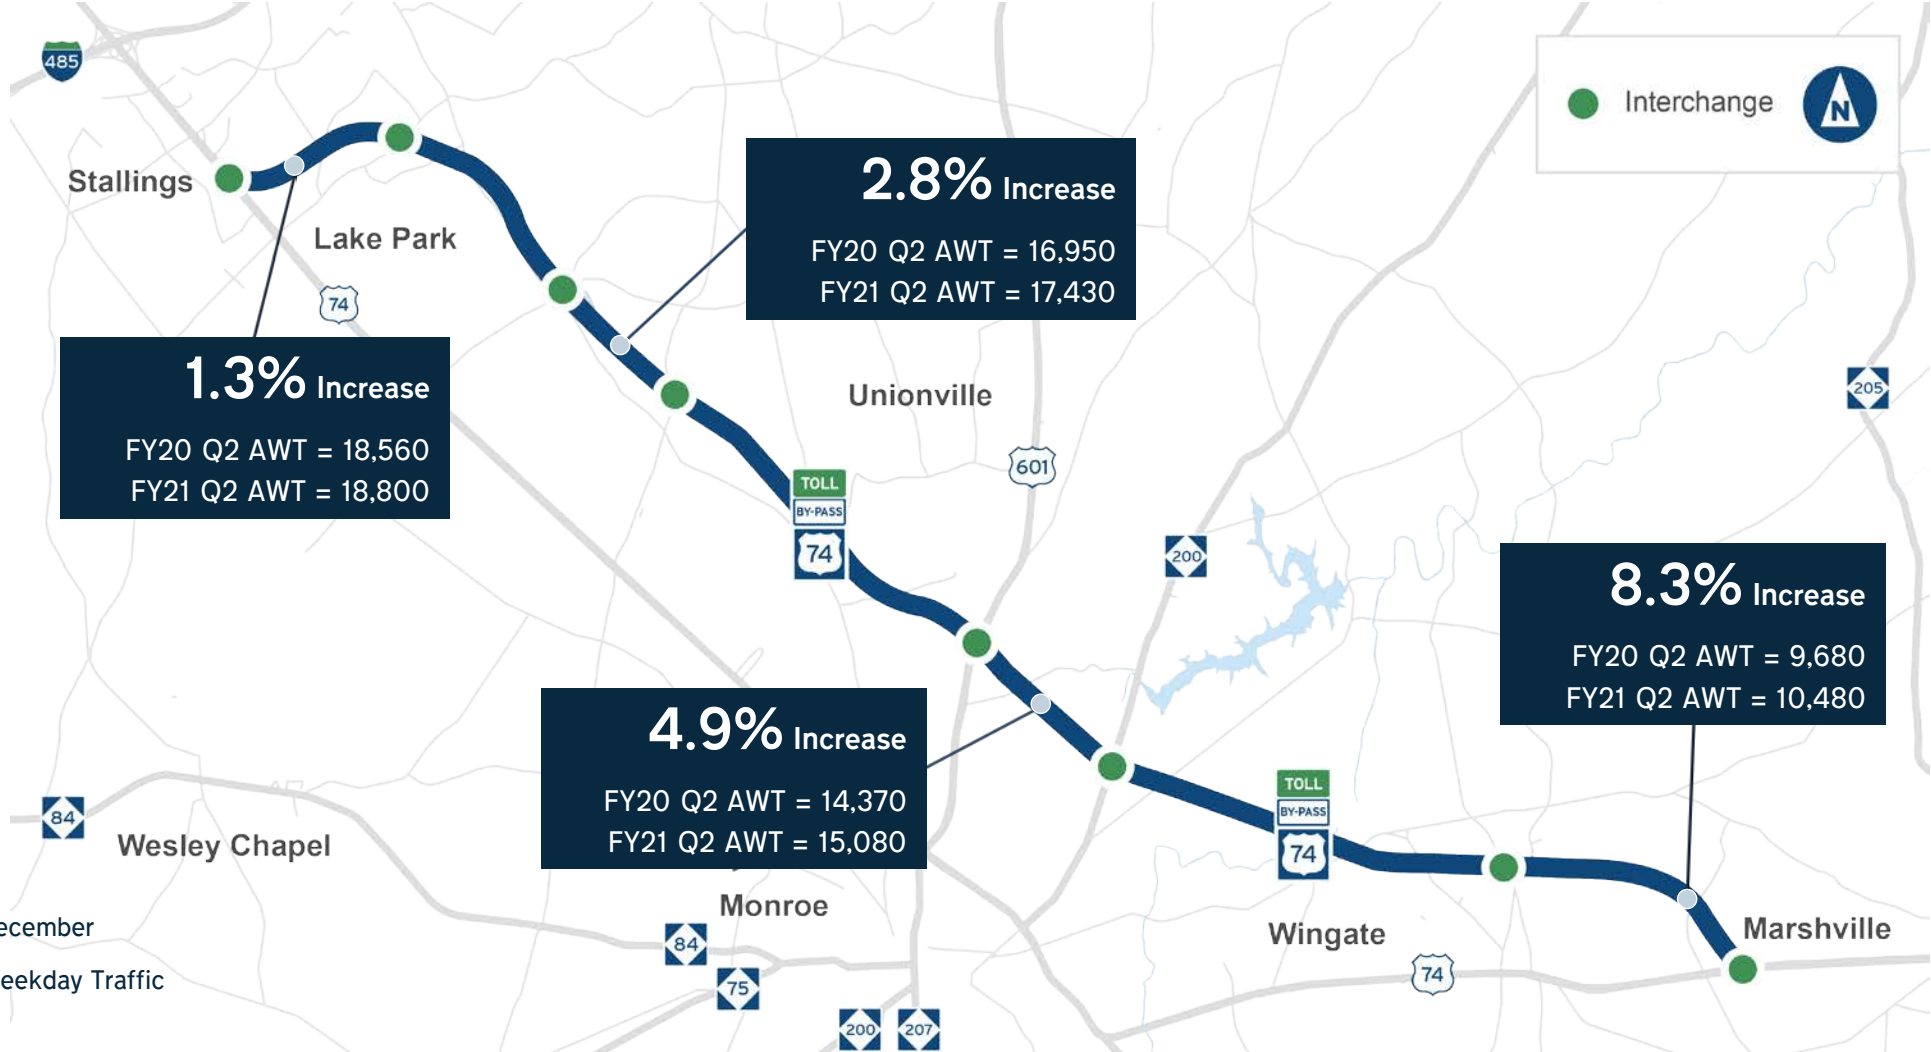 485
Interchange
N
Stallings
Lake Park
74
2.8% Increase
FY20 Q2 AWT = 16,950
FY21 Q2 AWT = 17,430
1.3% Increase
FY20 Q2 AWT = 18,560
FY21 Q2 AWT = 18,800
Unionville
205
601
TOLL
BY-PASS
74
200
8.3% Increase
FY20 Q2 AWT = 9,680
FY21 Q2 AWT = 10,480
4.9% Increase
FY20 Q2 AWT = 14,370
FY21 Q2 AWT = 15,080
TOLL
BY-PASS
74
84
Wesley Chapel
Monroe
Wingate
Marshville
ecember
84
74
eekday Traffic
75
200
207